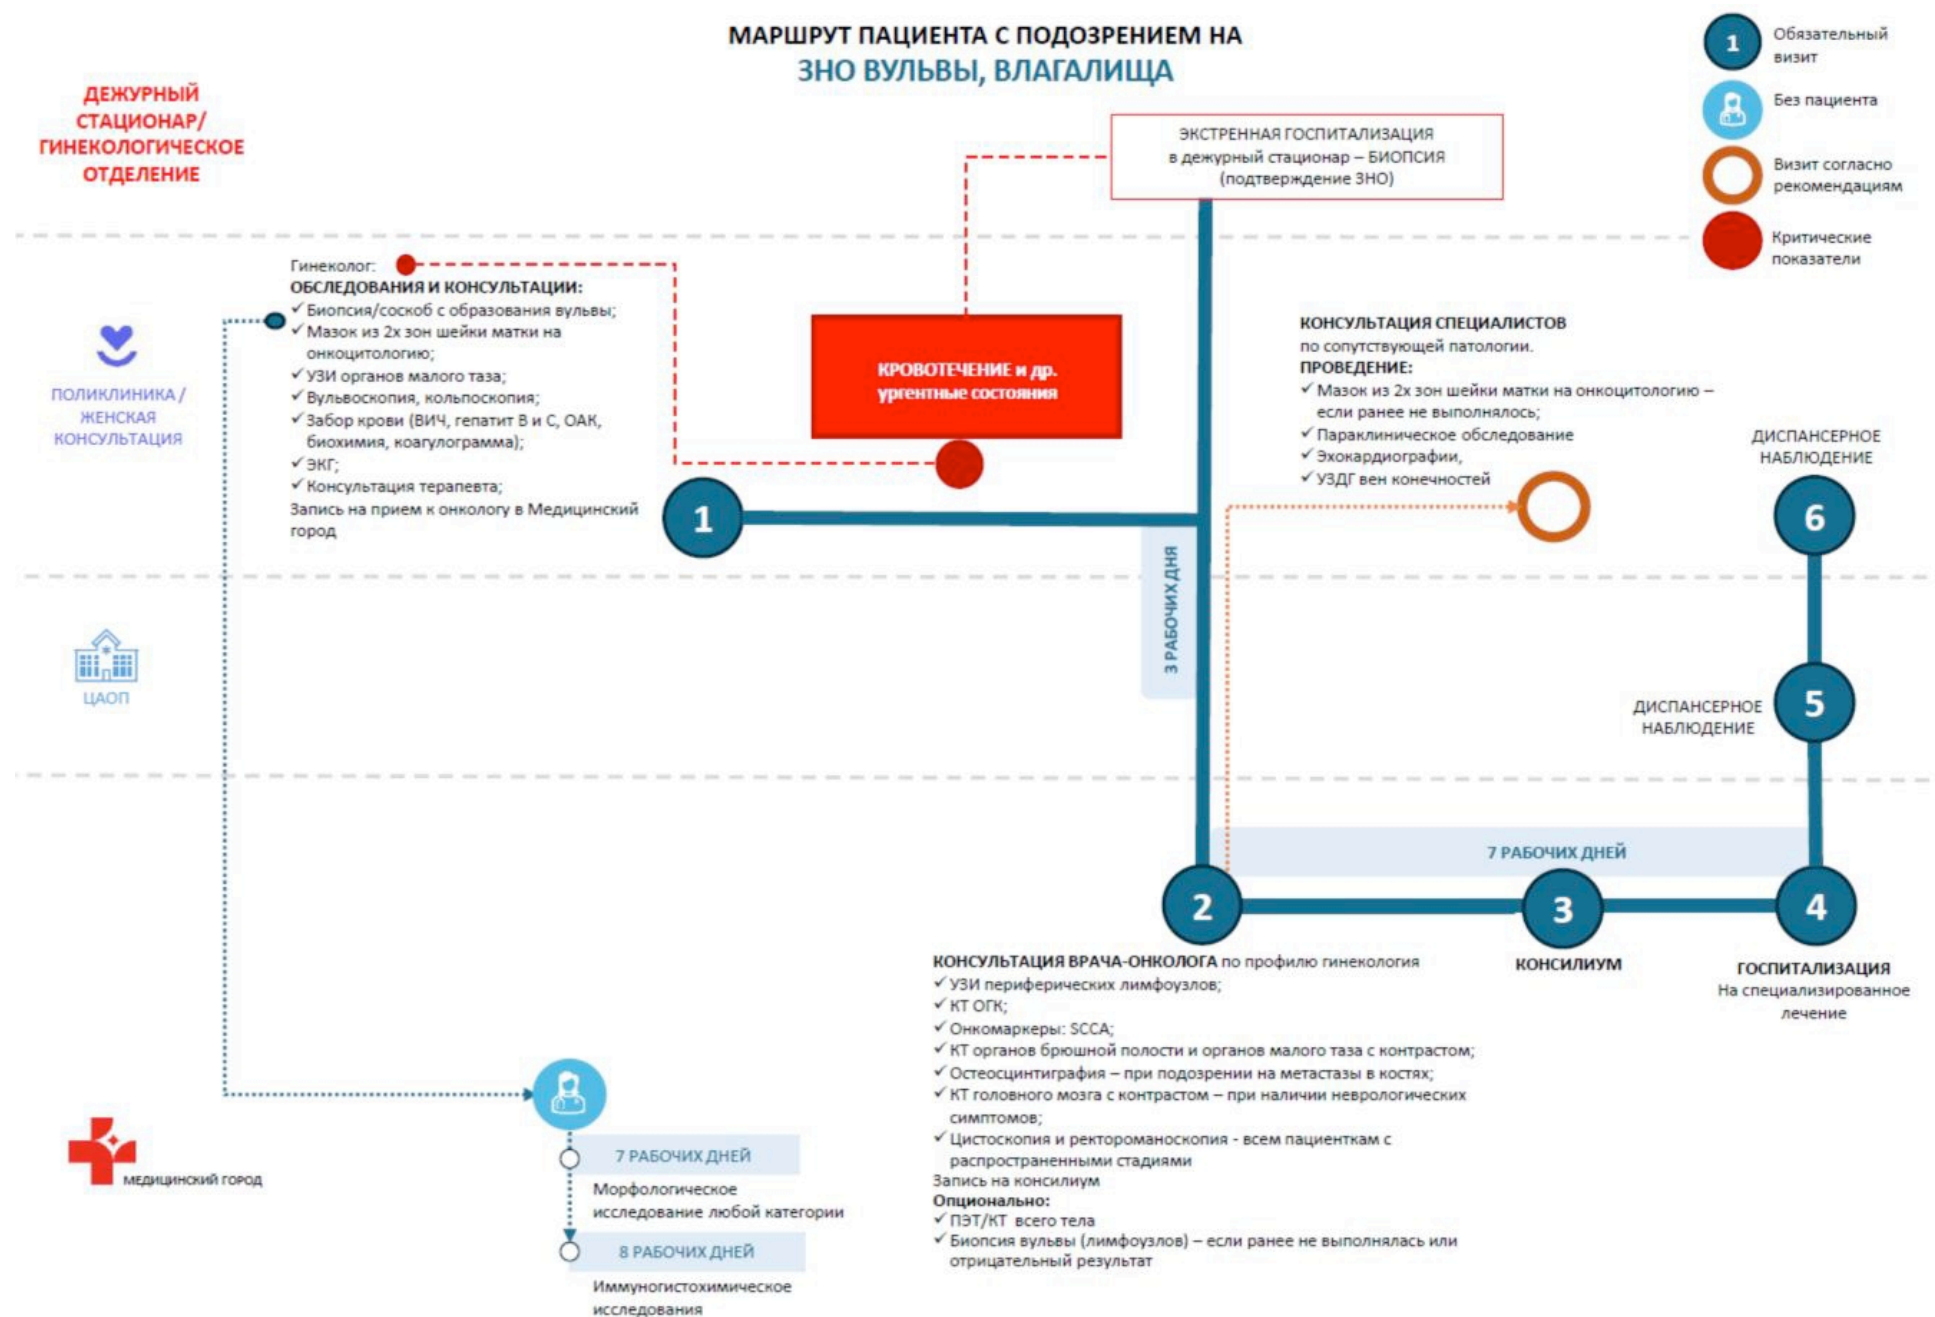 МАРШРУТ ПАЦИЕНТА С ПОДОЗРЕНИЕМ НА
ЗНО ВУЛЬВЫ, ВЛАГАЛИЩА
1
Обязательный
визит
Без пациента
Визит согласно
рекомендациям
Критические
показатели
ДЕЖУРНЫЙ
СТАЦИОНАР/
ГИНЕКОЛОГИЧЕСКОЕ
ОТДЕЛЕНИЕ
ЭКСТРЕННАЯ ГОСПИТАЛИЗАЦИЯ
в дежурный стационар – БИОПСИЯ
(подтверждение ЗНО)
ПОЛИКЛИНИКА /
ЖЕНСКАЯ
КОНСУЛЬТАЦИЯ
Гинеколог:
ОБСЛЕДОВАНИЯ И КОНСУЛЬТАЦИИ:
✓ Биопсия/соскоб с образования вульвы;
✓ Мазок из 2х зон шейки матки на
онкоцитологию;
✓ УЗИ органов малого таза;
✓ Вульвоскопия, кольпоскопия;
✓ Забор крови (ВИЧ, гепатит В и С, ОАК,
биохимия, коагулограмма);
✓ ЭКГ;
✓ Консультация терапевта;
Запись на прием к онкологу в Медицинский
город
КРОВОТЕЧЕНИЕ и др.
ургентные состояния
1
КОНСУЛЬТАЦИЯ СПЕЦИАЛИСТОВ
по сопутствующей патологии.
ПРОВЕДЕНИЕ:
✓ Мазок из 2х зон шейки матки на онкоцитологию –
если ранее не выполнялось;
✓ Параклиническое обследование
✓ Эхокардиографии,
✓ УЗДГ вен конечностей
ДИСПАНСЕРНОЕ
НАБЛЮДЕНИЕ
6
3 РАБОЧИХ ДНЯ
ЦАОП
ДИСПАНСЕРНОЕ
НАБЛЮДЕНИЕ
5
7 РАБОЧИХ ДНЕЙ
2
3
4
КОНСИЛИУМ
ГОСПИТАЛИЗАЦИЯ
На специализированное
лечение
КОНСУЛЬТАЦИЯ ВРАЧА-ОНКОЛОГА по профилю гинекология
✓ УЗИ периферических лимфоузлов;
✓ КТ ОГК;
✓ Онкомаркеры: SCCA;
✓ КТ органов брюшной полости и органов малого таза с контрастом;
✓ Остеосцинтиграфия – при подозрении на метастазы в костях;
✓ КТ головного мозга с контрастом – при наличии неврологических
симптомов;
✓ Цистоскопия и ректороманоскопия - всем пациенткам с
распространенными стадиями
Запись на консилиум
Опционально:
✓ ПЭТ/КТ всего тела
✓ Биопсия вульвы (лимфоузлов) – если ранее не выполнялась или
отрицательный результат
МЕДИЦИНСКИЙ ГОРОД
7 РАБОЧИХ ДНЕЙ
Морфологическое
исследование любой категории
8 РАБОЧИХ ДНЕЙ
Иммуногистохимическое
исследования